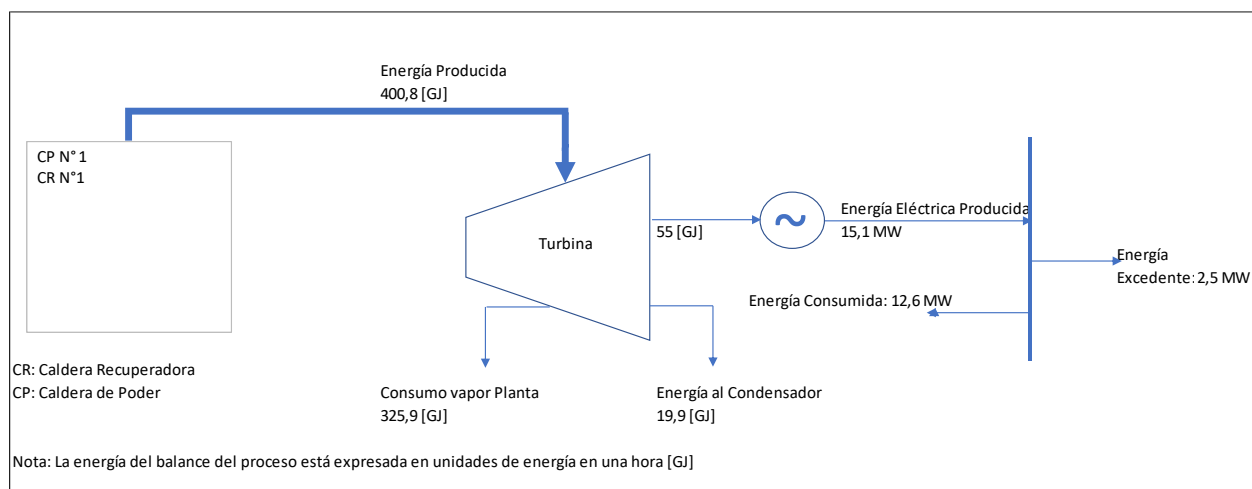 Energía Producida
400,8 [GJ]
CP N°1
CR N°1
Turbina
55 [GJ]
Energía Eléctrica Producida
15,1 MW
Energía
Excedente: 2,5 MW
Energía Consumida: 12,6 MW
CR: Caldera Recuperadora
CP: Caldera de Poder
Consumo vapor Planta
325,9 [GJ]
Energía al Condensador
19,9 [GJ]
Nota: La energía del balance del proceso está expresada en unidades de energía en una hora [GJ]